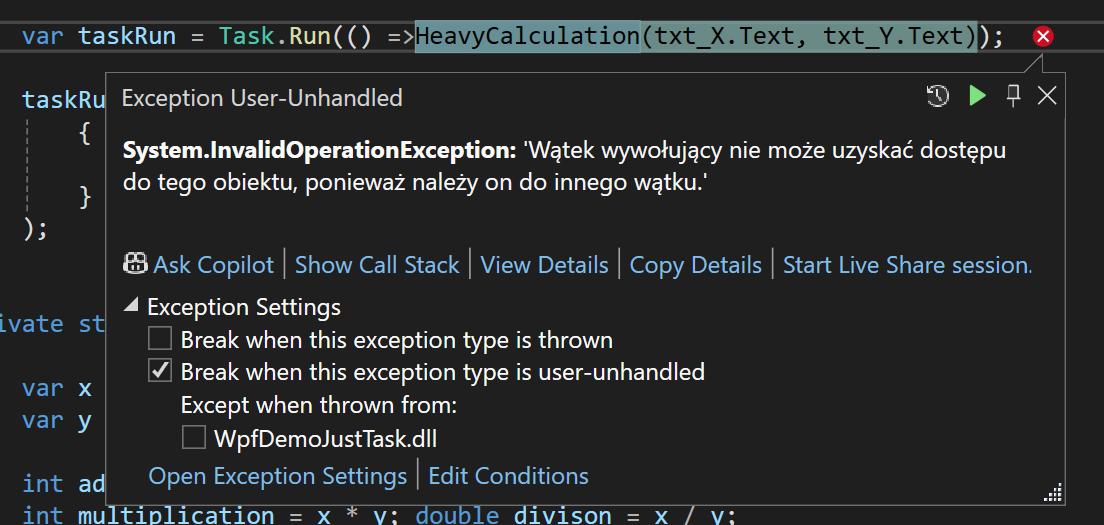 var taskRun = Task.Run(() =>HeavyCalculation(txt_X.Text, txt_Y.Text));
taskRu
Exception User-Unhandled
{
System.InvalidOperationException: 'Wątek wywołujący nie może uzyskać dostępu
do tego obiektu, ponieważ należy on do innego wątku.'
}
);
Ask Copilot | Show Call Stack | View Details | Copy Details | Start Live Share session.
Exception Settings
ivate st
Break when this exception type is thrown
Break when this exception type is user-unhandled
var x
Except when thrown from:
var y
WpfDemoJustTask.dll
Open Exception Settings | Edit Conditions
int ad
int multiplication = x * y; double divison = x / y;